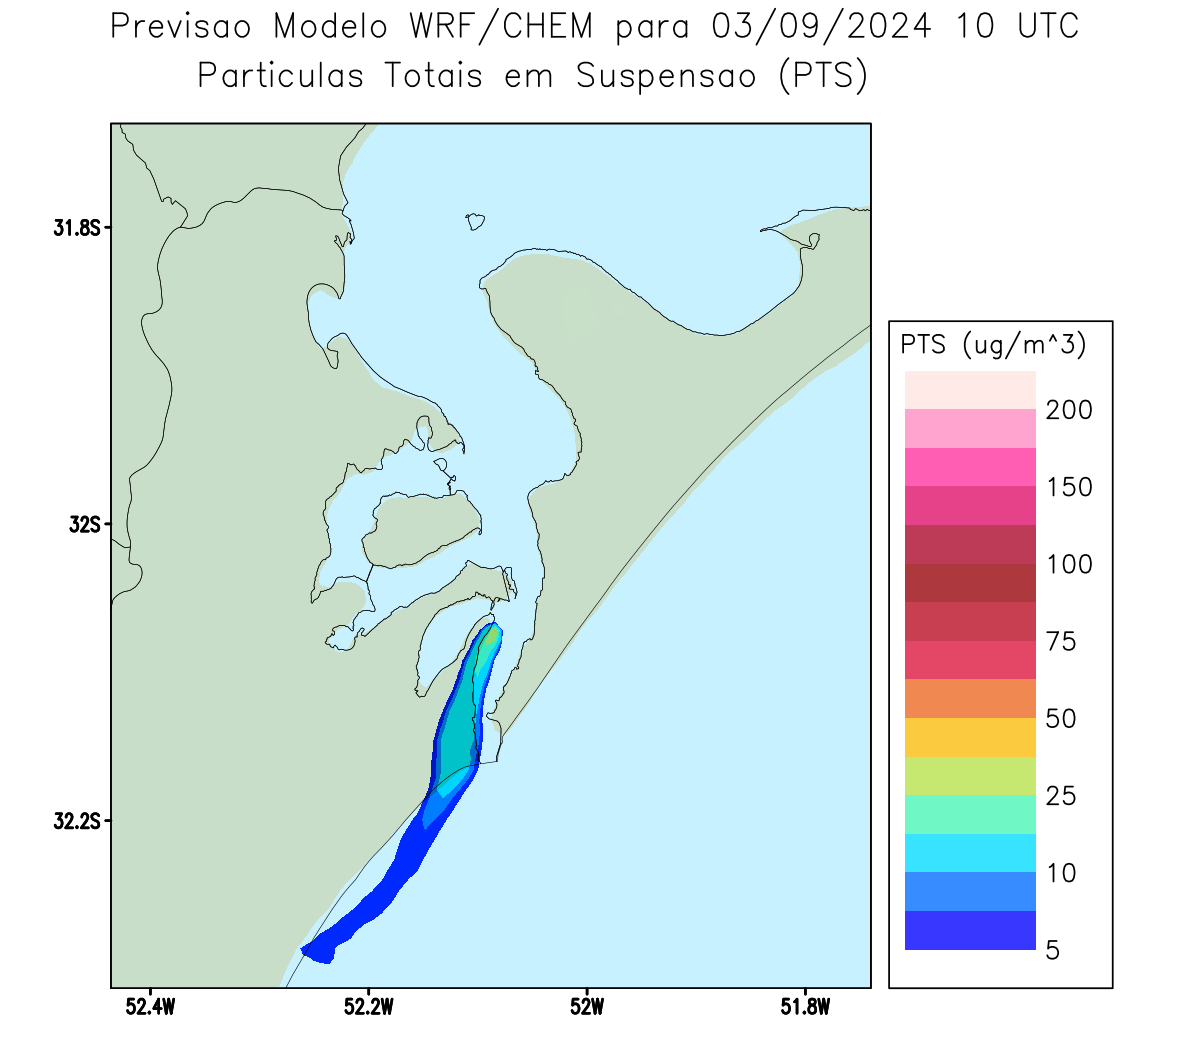 Previsao Modelo WRF/CHEM para 03/09/2024 10 UTC
Particulas Totais em Suspensao (PTS)
31.8S
32S
32.2S
52.4W
52.2W
52W
51.8W
PTS (ug/m^3)
200
150
100
75
50
25
10
5